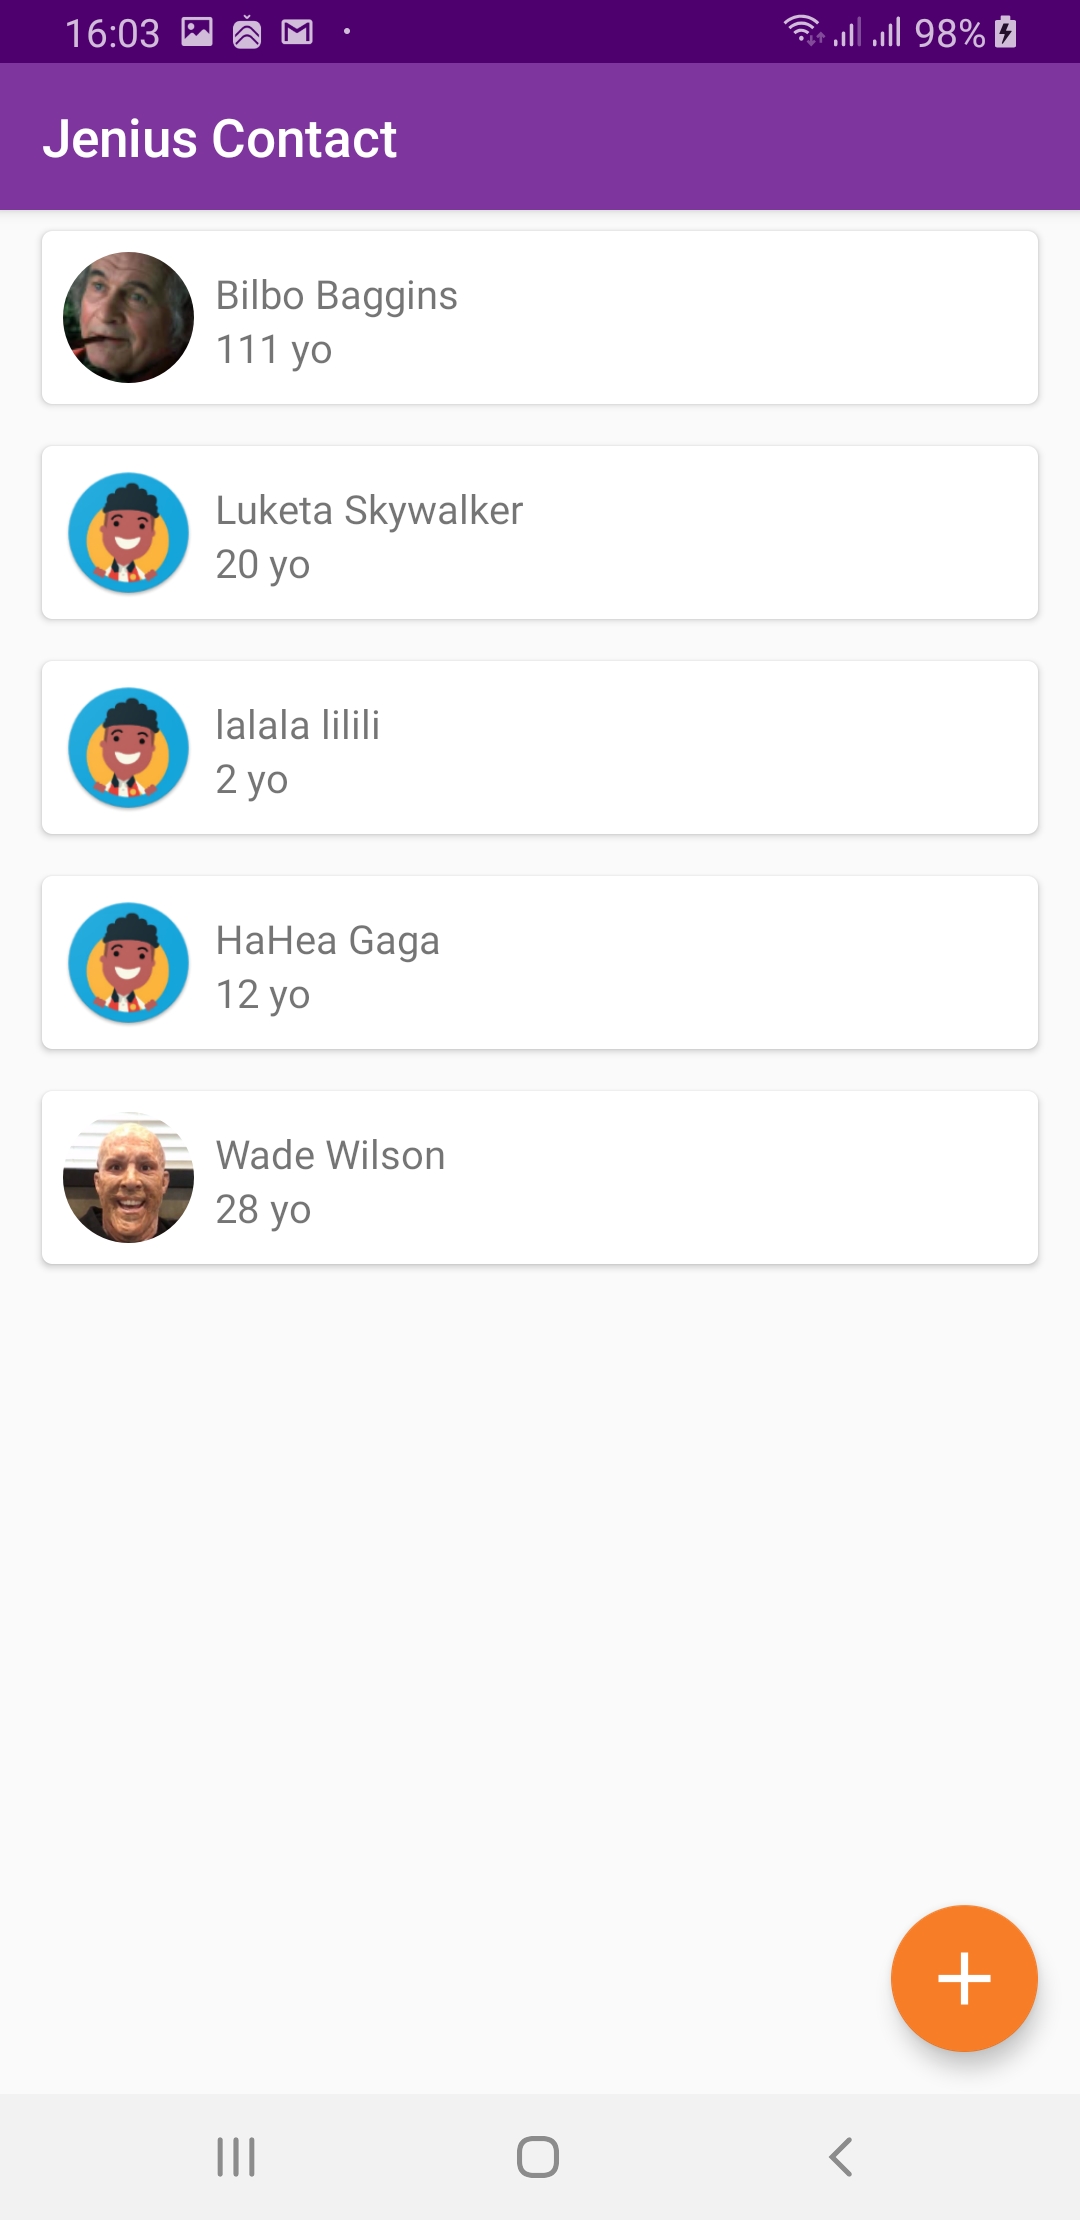 16:03
98%
Jenius Contact
Bilbo Baggins
111 yo
Luketa Skywalker
20 yo
lalala lilili
2 yo
HaHea Gaga
12 yo
Wade Wilson
28 yo